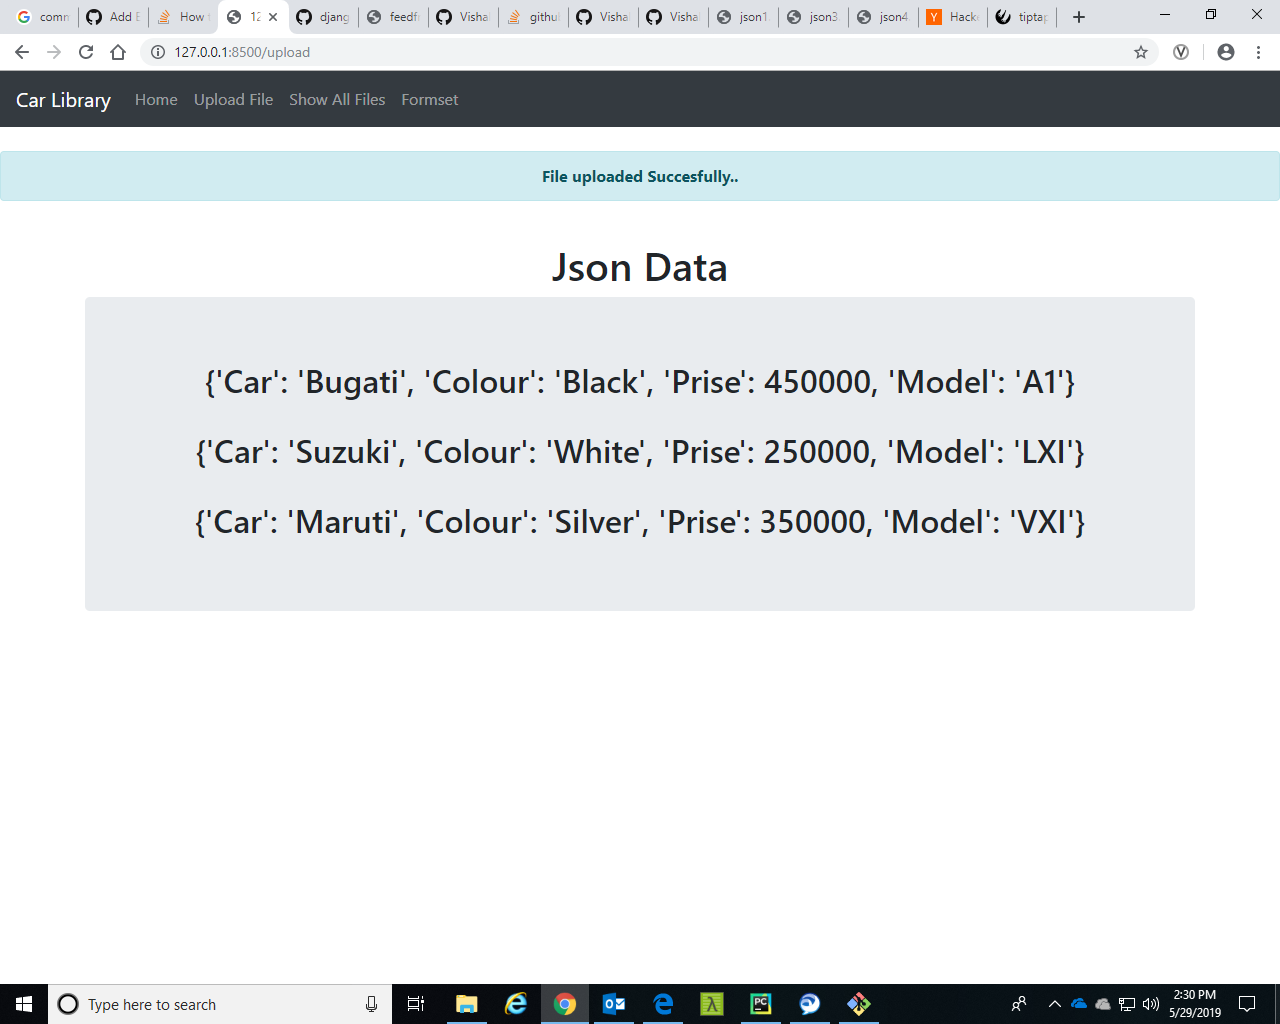 comm
Add E
How t
12
djang
feedfr
Visha
githu
Visha
Visha
json1.
json3.
json4.
Hacke
tiptap
127.0.0.1:8500/upload
Car Library Home Upload File Show All Files Formset
File uploaded Succesfully..
Json Data
{'Car': 'Bugati', 'Colour': 'Black', 'Prise': 450000, 'Model': 'A1'}
{'Car': 'Suzuki', 'Colour': 'White', 'Prise': 250000, 'Model': 'LXI'}
{'Car': 'Maruti', 'Colour': 'Silver', 'Prise': 350000, 'Model': 'VXI'}
Type here to search
2:30 PM
5/29/2019